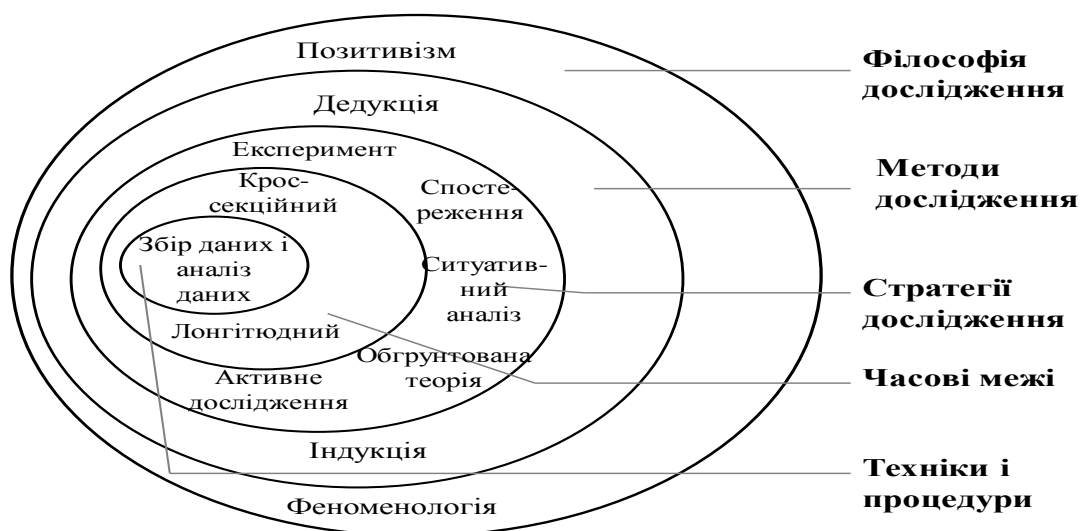 Позитивізм
Дедукція
Експеримент
Крос-
секційний
Спосте-
реження
Збір даних і
аналіз
даних
Ситуатив-
ний
аналіз
Лонгітюдний
Обгрунтована
теорія
Активне
дослідження
Індукція
Феноменологія
Філософія
дослідження
Методи
дослідження
Стратегії
дослідження
Часові межі
Техніки і
процедури